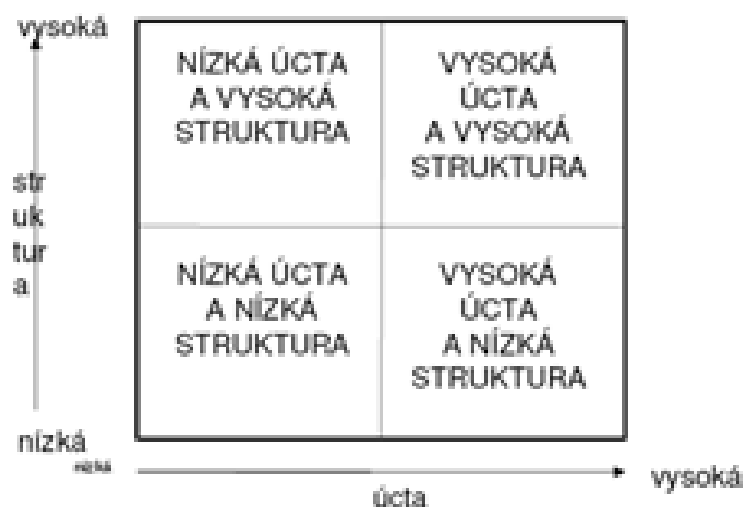 vysoká
NÍZKÁ ÚCTA
A VYSOKÁ
STRUKTURA
VYSOKÁ
ÚCTA
A VYSOKÁ
STRUKTURA
str
uk
tur
a
NÍZKÁ ÚCTA
A NÍZKÁ
STRUKTURA
VYSOKÁ
ÚCTA
A NÍZKÁ
STRUKTURA
nízká
nízká
úcta
vysoká